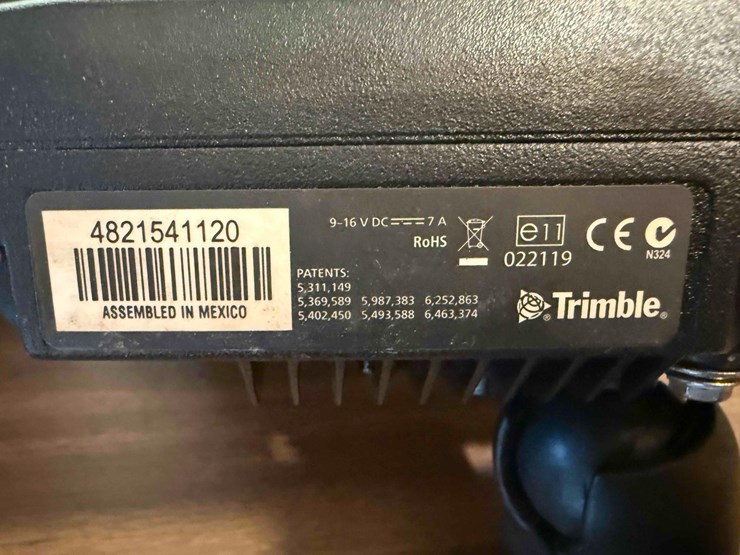 4821541120
ASSEMBLED IN MEXICO
9-16 V DC⎓7 A
RoHS
e11
022119
CE
N324
PATENTS:
5,311,149
5,369,589 5,987,383 6,252,863
5,402,450 5,493,588 6,463,374
Trimble®